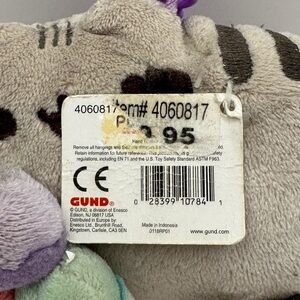 4060817
Item# 4060817
9.95
Remove all hangings and
Retain information for future reference.
regulations, including EN 71 and the U.S. Toy Safety Standard ASTM F963.
CE
GUND®
© GUND, a division of Enesco
Edison, NJ 08817 USA
Distributed in Europe by:
Enesco Ltd., Brunthill Road,
Kingstown, Carlisle, CA3 0EN
0 28399 10784 1
Made in Indonesia
0118RP01
www.gund.com